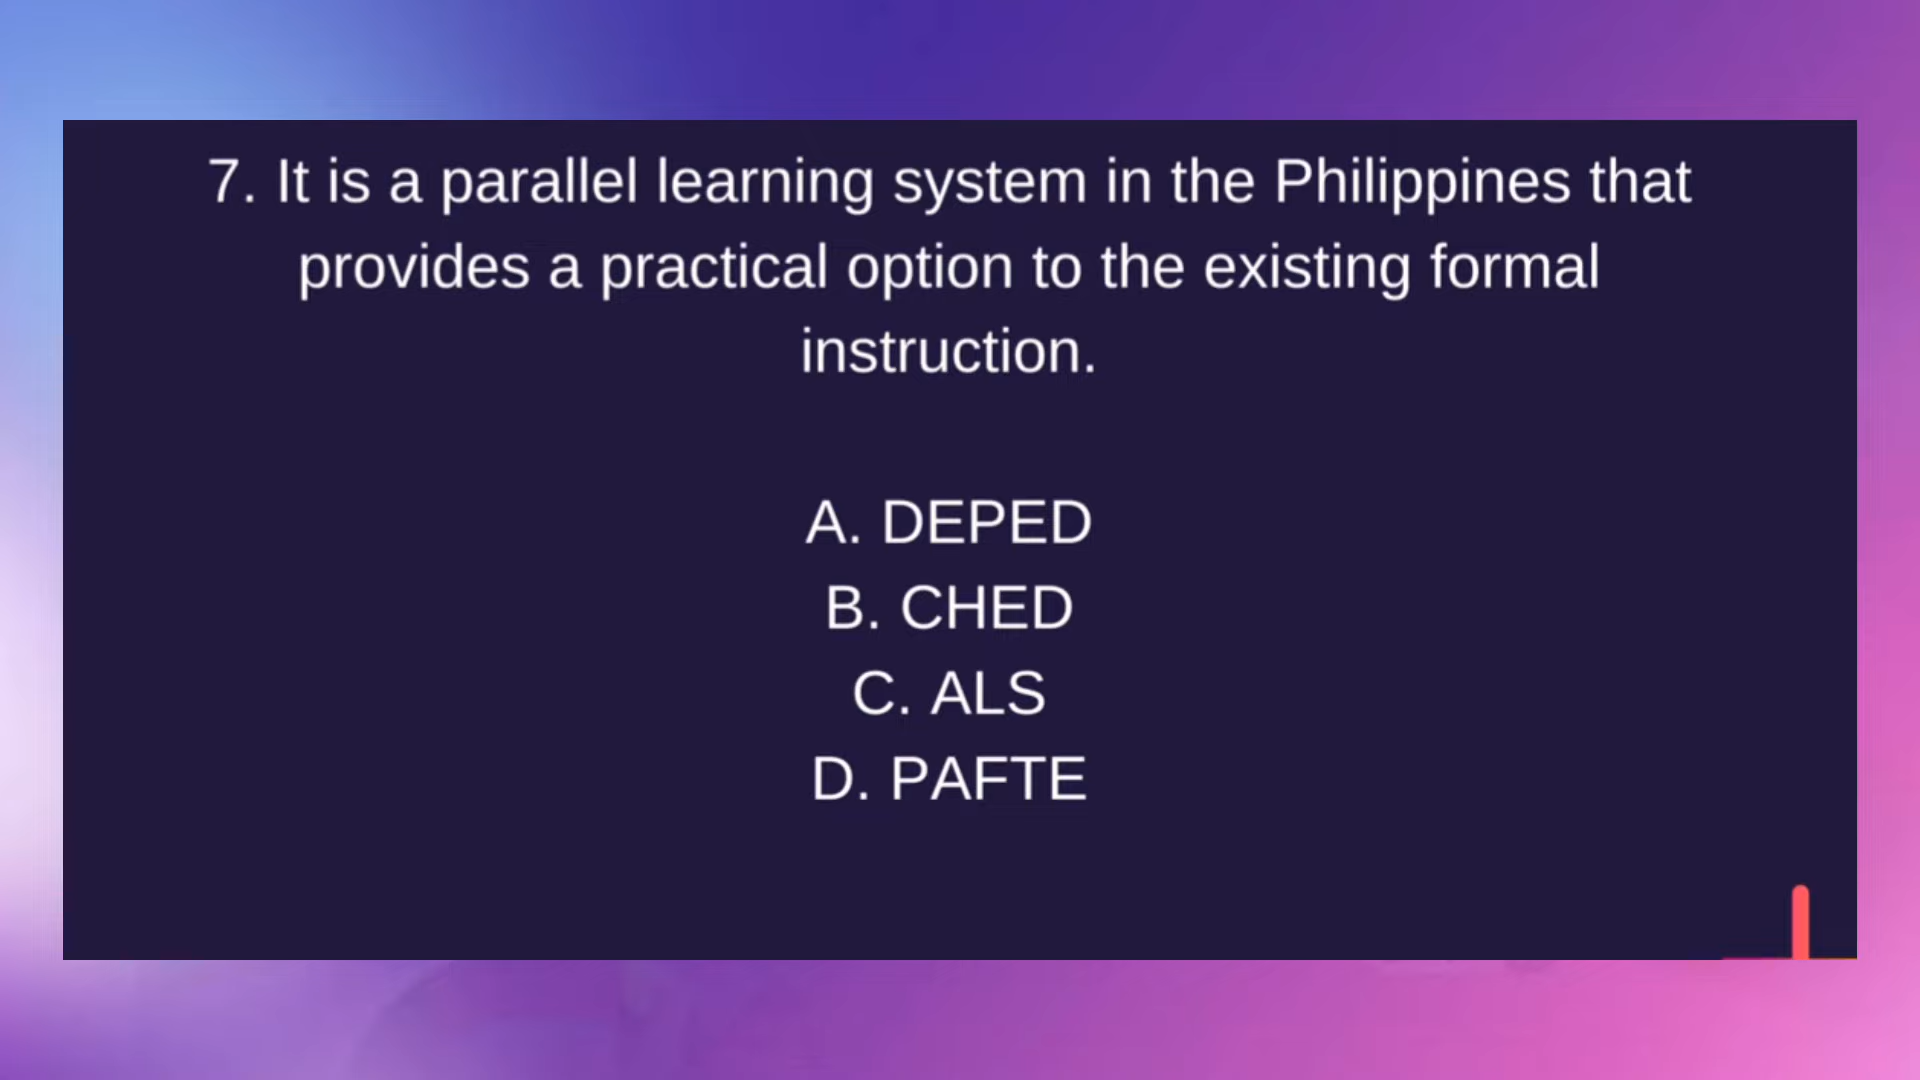 7. It is a parallel learning system in the Philippines that
provides a practical option to the existing formal
instruction.
A. DEPED
B. CHED
C. ALS
D. PAFTE